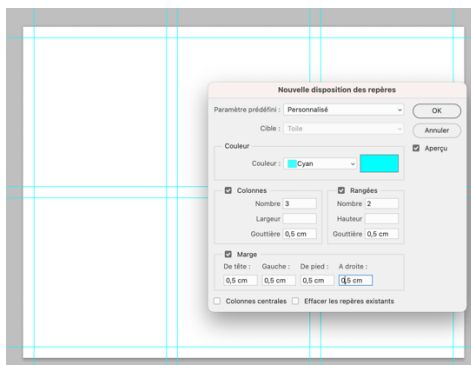 Nouvelle disposition des repères
Paramètre prédéfini : Personnalisé
OK
Cible : Toile
Annuler
Couleur
Aperçu
Couleur : Cyan
Colonnes
Rangées
Nombre 3
Nombre 2
Largeur
Hauteur
Gouttière 0,5 cm
Gouttière 0,5 cm
Marge
De tête : Gauche : De pied : A droite :
0,5 cm 0,5 cm 0,5 cm 0,5 cm
Colonnes centrales Effacer les repères existants